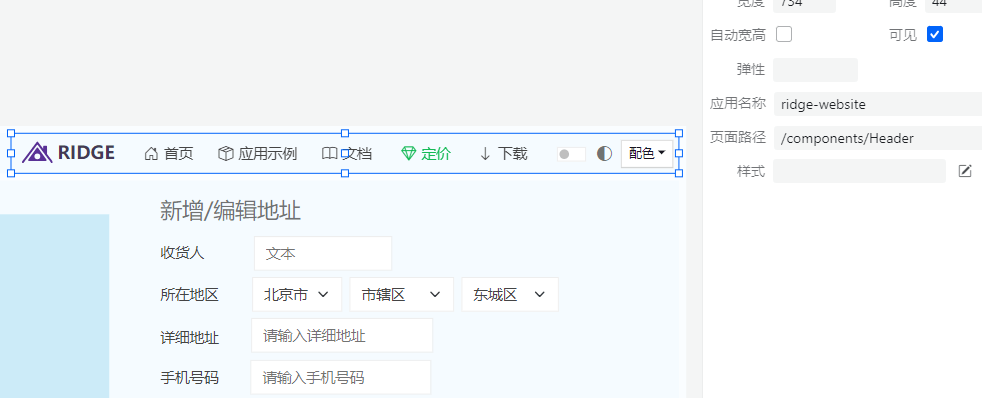 宽度 734 高度 44
自动宽高 可见
弹性
应用名称 ridge-website
页面路径 /components/Header
样式
RIDGE 首页 应用示例 文档 定价 下载 配色
新增/编辑地址
收货人 文本
所在地区 北京市 市辖区 东城区
详细地址 请输入详细地址
手机号码 请输入手机号码